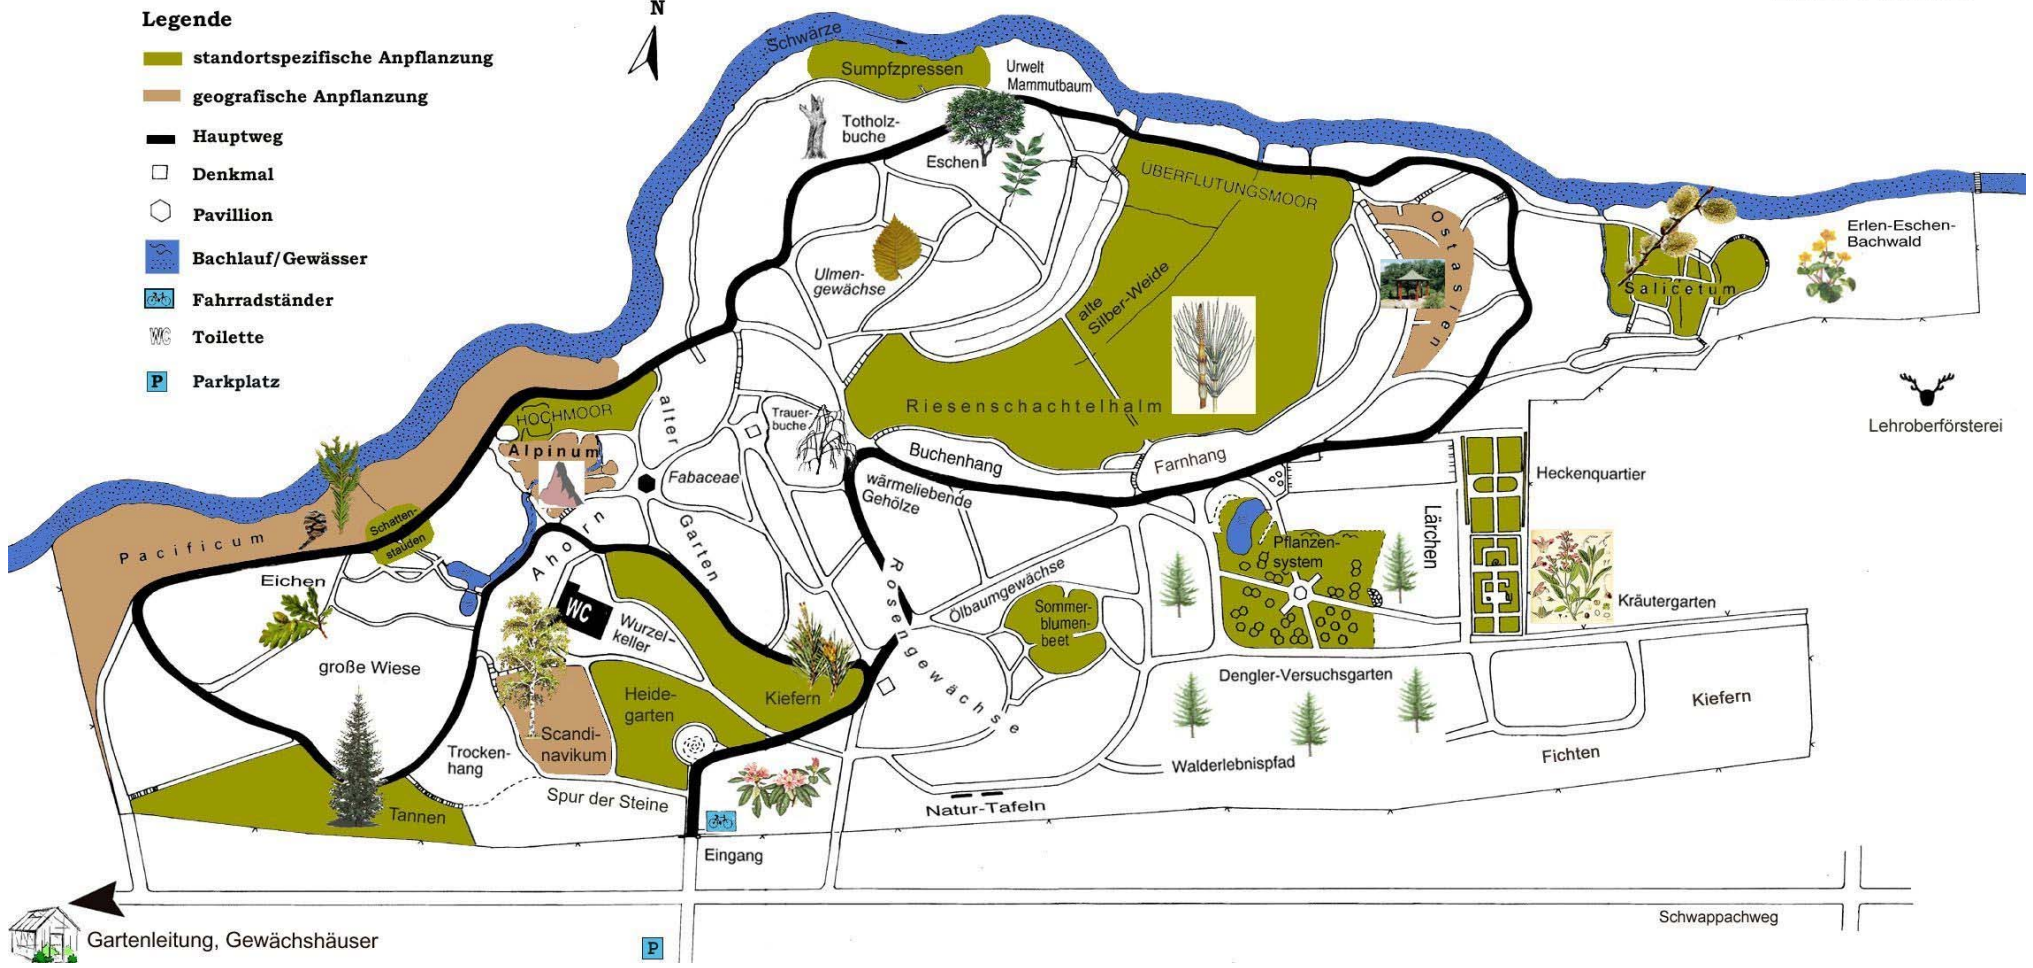 Legende
standortspezifische Anpflanzung
geografische Anpflanzung
Hauptweg
Denkmal
Pavillion
Bachlauf/Gewässer
Fahrradständer
WC Toilette
P Parkplatz
N
Schwärze
Sumpfzpressen
Urwelt
Mammutbaum
Totholz-
buche
Eschen
ÜBERFLUTUNGSMOOR
Ostasien
Erlen-Eschen-
Bachwald
Ulmen-
gewächse
alte
Silber-Weide
Salicetum
Riesenschachtelhalm
Lehroberförsterei
HOCHMOOR
alter
Garten
Trauer-
buche
Alpinum
Fabaceae
Buchenhang
Farnhang
wärmeliebende
Gehölze
Heckenquartier
Lärchen
Pacificum
Schatten-
stauden
Ahorn
Pflanzen-
system
Eichen
WC
Wurzel-
keller
Rosengewächse
Ölbaumgewächse
Sommer-
blumen-
beet
Kräutergarten
große Wiese
Heide-
garten
Kiefern
Dengler-Versuchsgarten
Kiefern
Scandi-
navikum
Trocken-
hang
Walderlebnispfad
Fichten
Spur der Steine
Natur-Tafeln
Tannen
Eingang
Schwappachweg
Gartenleitung, Gewächshäuser
P